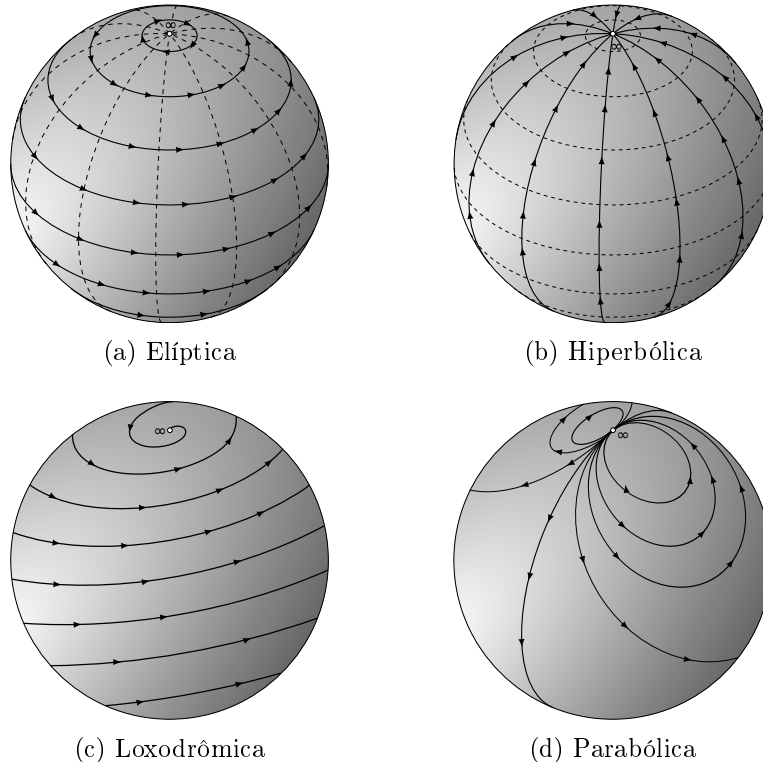 ∞
∞
(a) Elíptica
(b) Hiperbólica
∞
∞
(c) Loxodrômica
(d) Parabólica